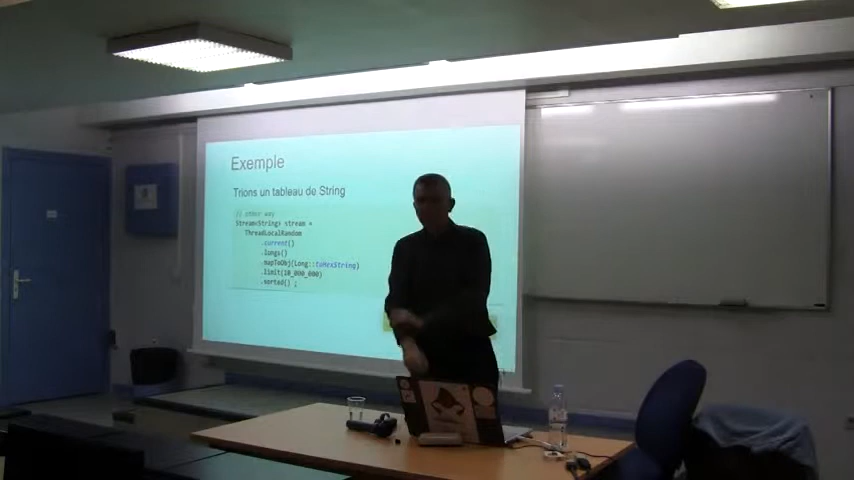 Exemple
Trions un tableau de String
// other way
Stream<String> stream =
ThreadLocalRandom
.current()
.longs()
.mapToObj(Long::toHexString)
.limit(10_000_000)
.sorted() ;